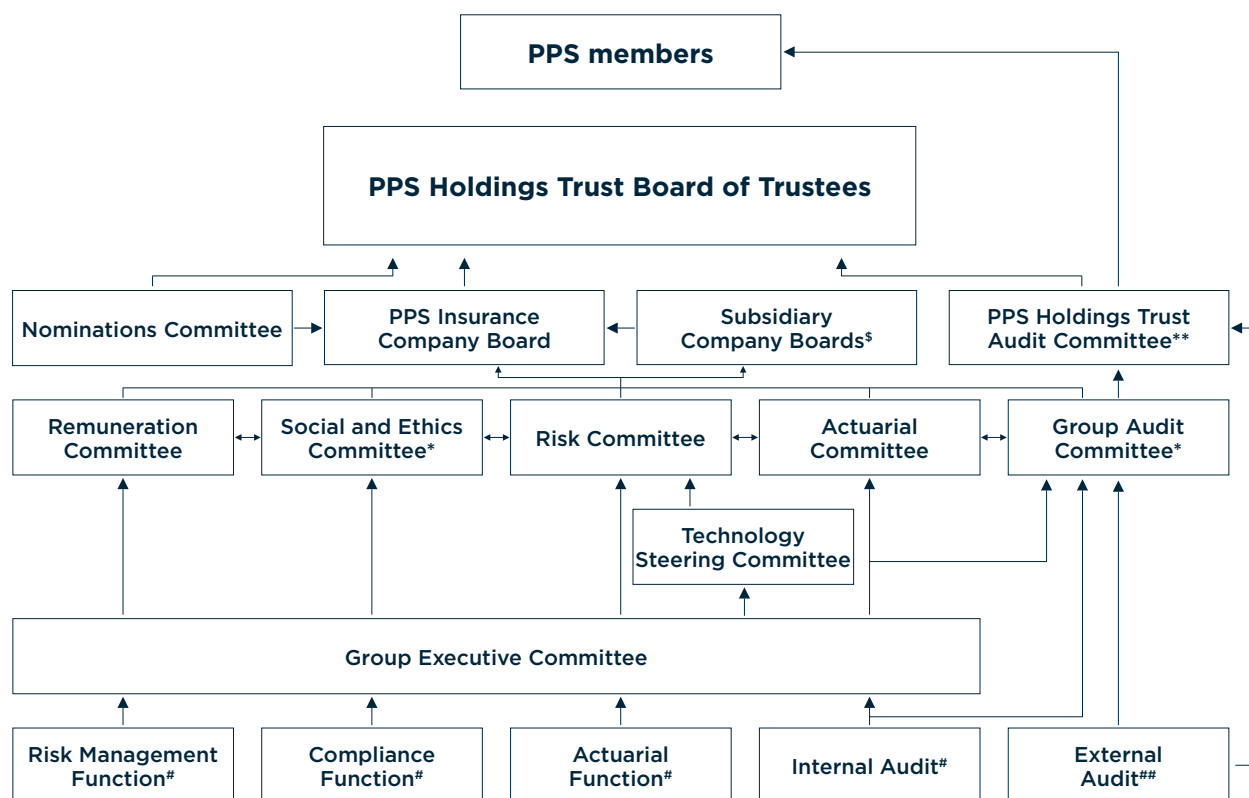 PPS members
PPS Holdings Trust Board of Trustees
Nominations Committee
PPS Insurance
Company Board
Subsidiary
Company Boards$
PPS Holdings Trust
Audit Committee**
Remuneration
Committee
Social and Ethics
Committee*
Risk Committee
Actuarial
Committee
Group Audit
Committee*
Technology
Steering Committee
Group Executive Committee
Risk Management
Function#
Compliance
Function#
Actuarial
Function#
Internal Audit#
External
Audit##